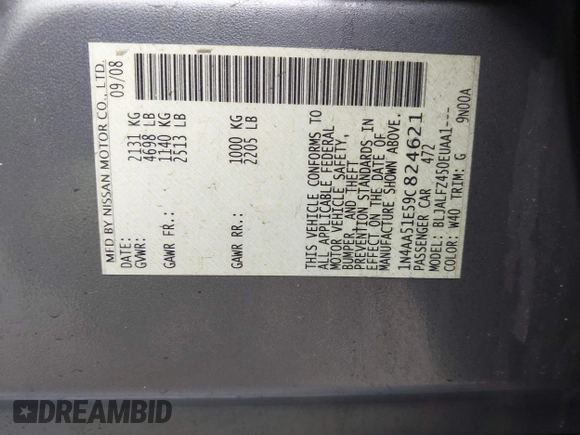 MFD BY NISSAN MOTOR CO., LTD.
09/08
GVWR: 2131 KG
4698 LB
GAWR FR.: 1140 KG
2513 LB
GAWR RR.: 1000 KG
2205 LB
THIS VEHICLE CONFORMS TO
ALL APPLICABLE FEDERAL
MOTOR VEHICLE SAFETY,
BUMPER, AND THEFT
PREVENTION STANDARDS IN
EFFECT ON THE DATE OF
MANUFACTURE SHOWN ABOVE.
1N4AA51E59C824621
PASSENGER CAR 472
MODEL: BLJALFZ450EUAA1---
COLOR: W40 TRIM: G 9N00A
DREAMBID